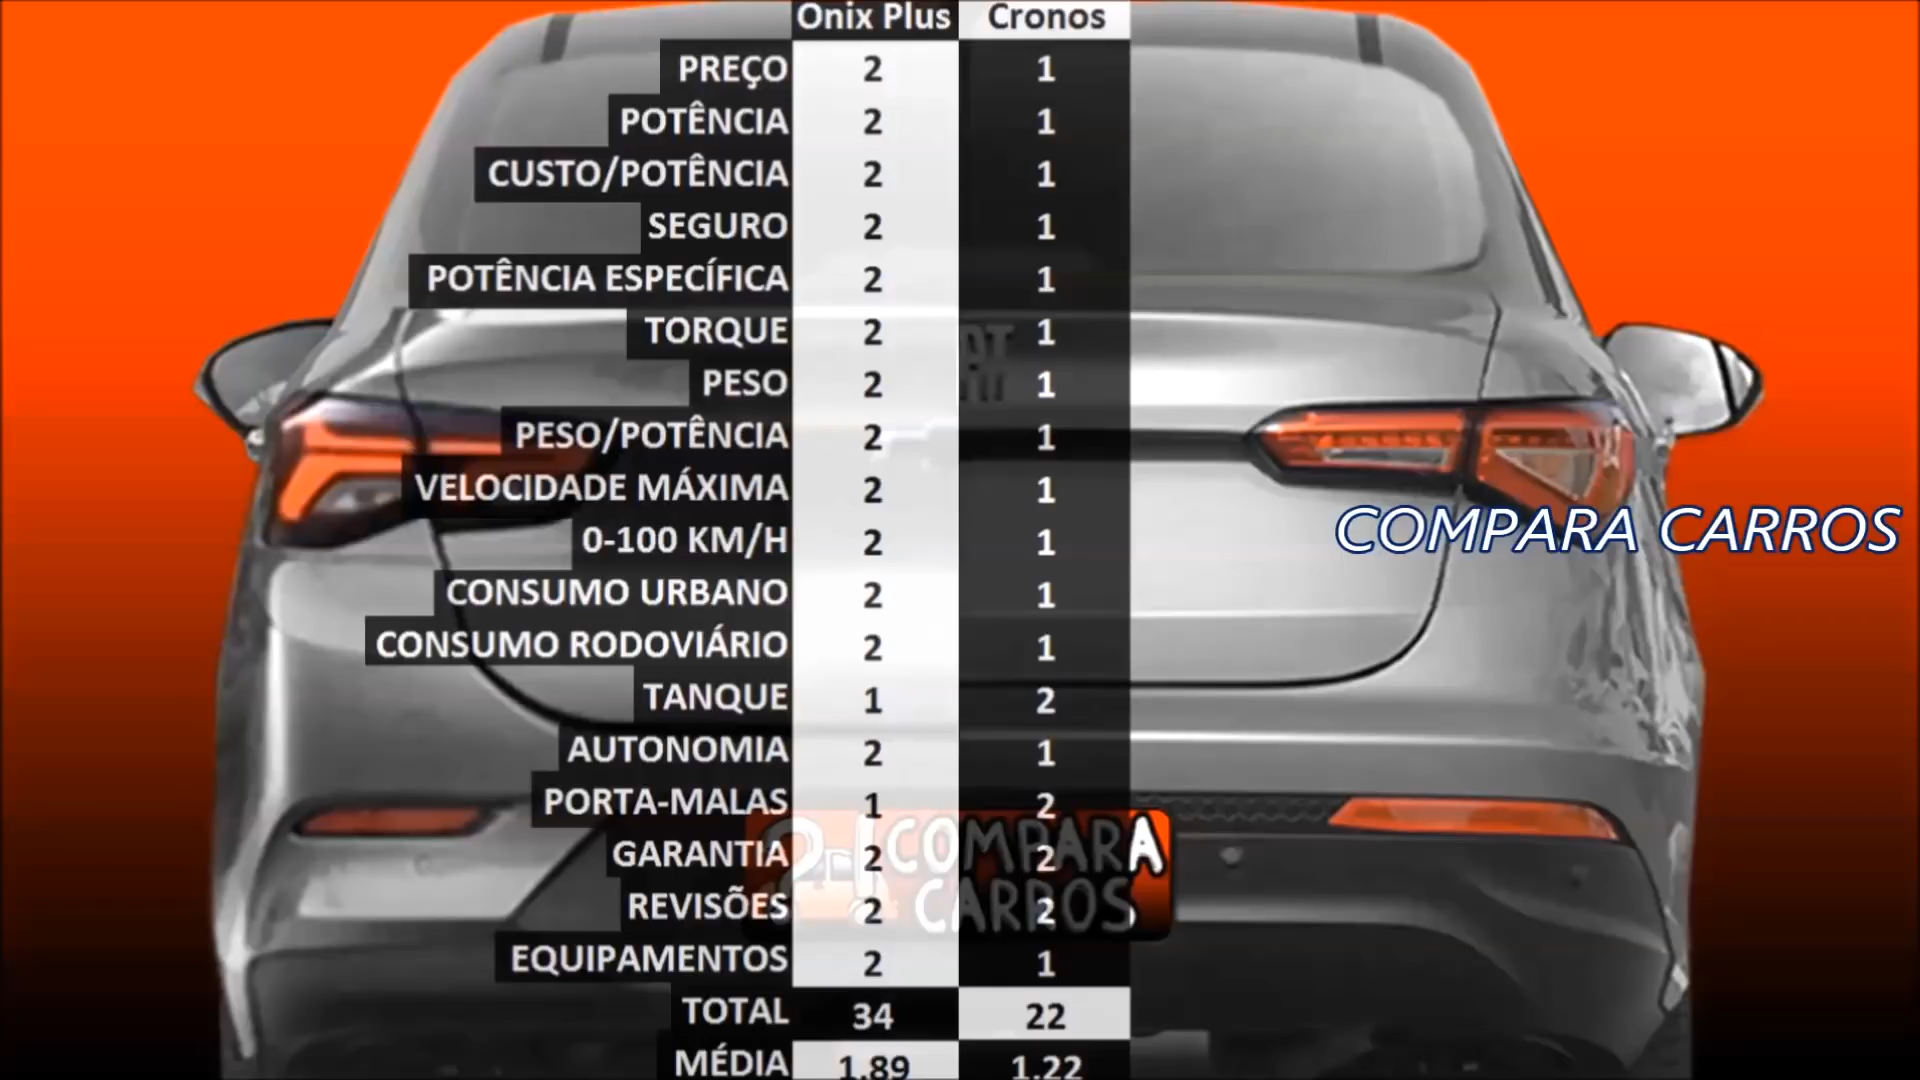 Onix Plus Cronos
PREÇO 2 1
POTÊNCIA 2 1
CUSTO/POTÊNCIA 2 1
SEGURO 2 1
POTÊNCIA ESPECÍFICA 2 1
TORQUE 2 1
PESO 2 1
PESO/POTÊNCIA 2 1
VELOCIDADE MÁXIMA 2 1
0-100 KM/H 2 1
COMPARA CARROS
CONSUMO URBANO 2 1
CONSUMO RODOVIÁRIO 2 1
TANQUE 1 2
AUTONOMIA 2 1
PORTA-MALAS 1 2
GARANTIA 2 2
COMPARA
REVISÕES 2 2
CARROS
EQUIPAMENTOS 2 1
TOTAL 34 22
MÉDIA 1,89 1,22